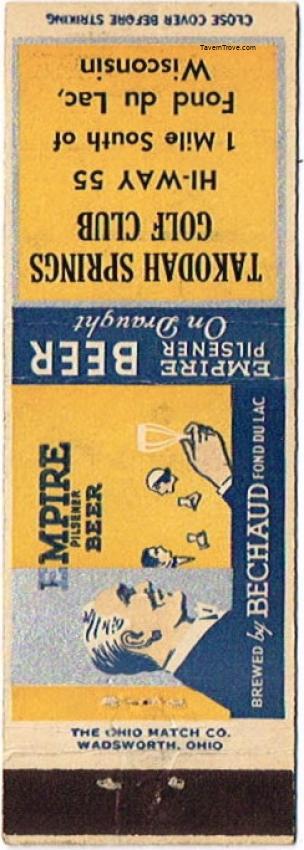 CLOSE COVER BEFORE STRIKING
TavernTrove.com
TAKODAH SPRINGS
GOLF CLUB
HI-WAY 55
1 Mile South of
Fond du Lac,
Wisconsin
EMPIRE
PILSENER
BEER
On Draught
EMPIRE
PILSENER
BEER
BREWED by BECHAUD FOND DU LAC
THE OHIO MATCH CO.
WADSWORTH, OHIO